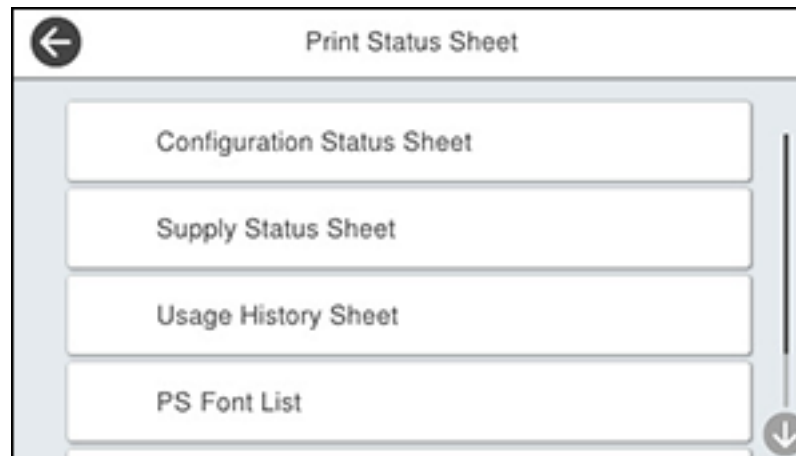 Print Status Sheet
Configuration Status Sheet
Supply Status Sheet
Usage History Sheet
PS Font List